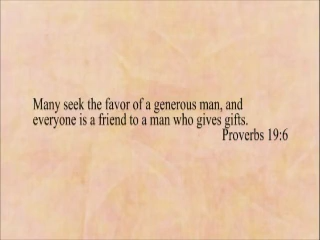 Many seek the favor of a generous man, and
everyone is a friend to a man who gives gifts.
Proverbs 19:6